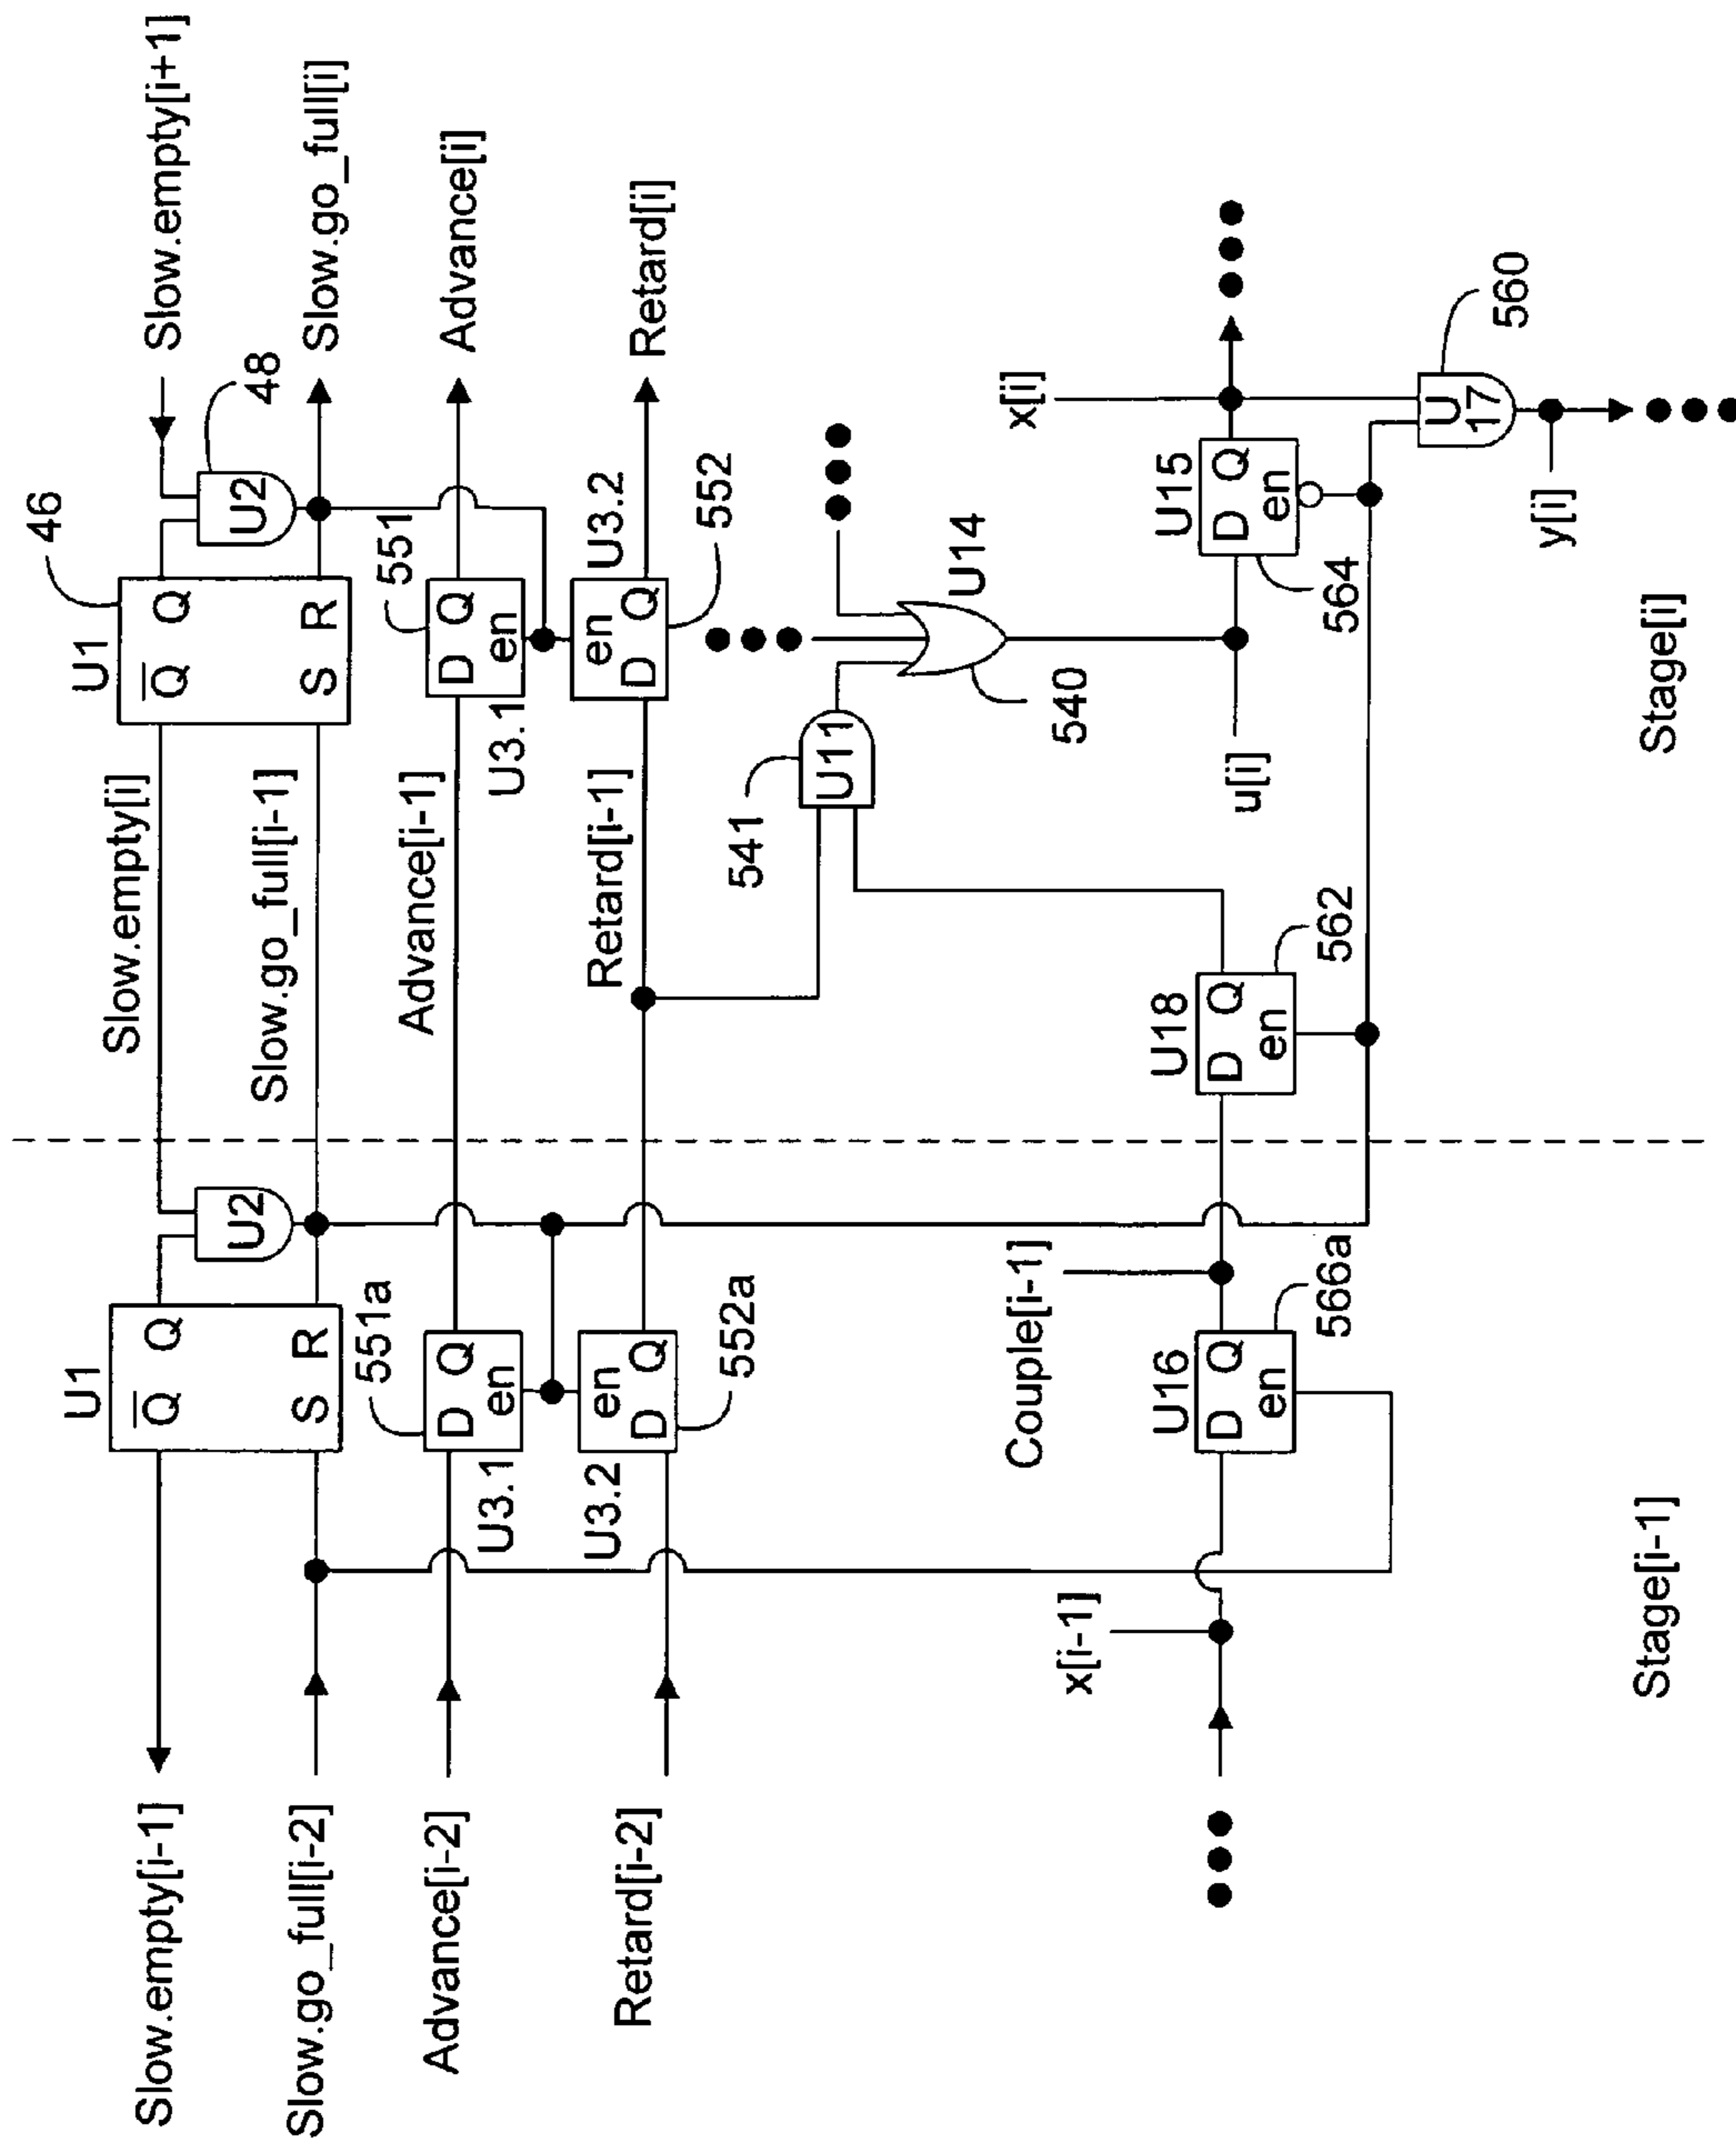 Slow.empty[i-1]
U1
Q Q
S R
U2
Slow.empty[i]
U1
46
Q Q
S R
U2
48
Slow.empty[i+1]
Slow.go_full[i-2]
Slow.go_full[i-1]
Slow.go_full[i]
Advance[i-2]
551a
D Q
en
U3.1
Advance[i-1]
551
D Q
en
U3.1
Advance[i]
Retard[i-2]
U3.2
en
D Q
552a
Retard[i-1]
U3.2
en
D Q
552
Retard[i]
541
U11
U14
540
x[i-1]
Couple[i-1]
U16
D Q
en
566a
U18
D Q
en
562
u[i]
U15
D Q
en
564
x[i]
U
17
560
y[i]
Stage[i-1]
Stage[i]